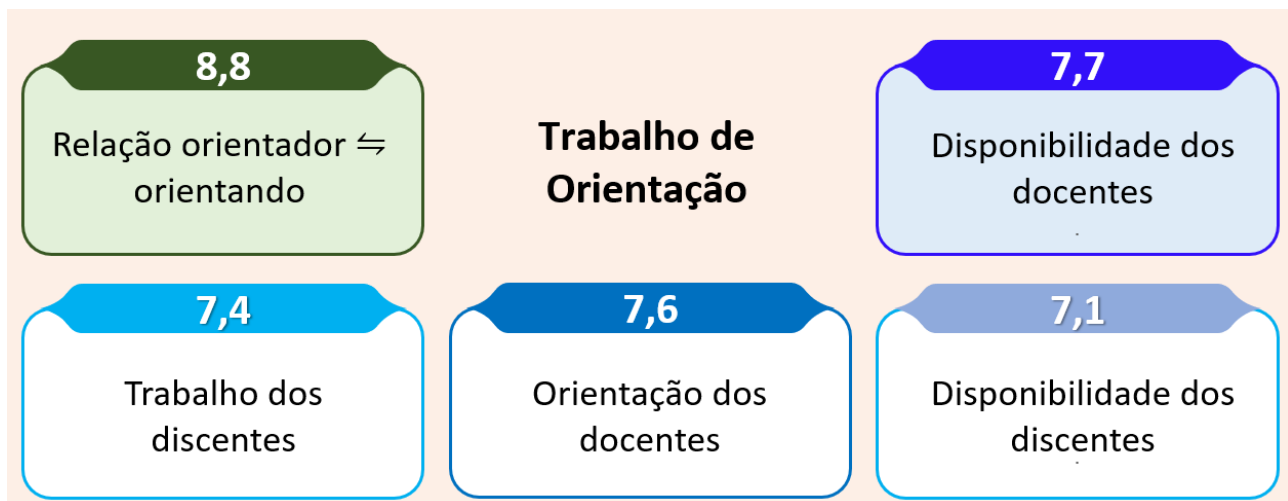 8,8
Relação orientador ⇋
orientando
Trabalho de
Orientação
7,7
Disponibilidade dos
docentes
.
7,4
Trabalho dos
discentes
7,6
Orientação dos
docentes
7,1
Disponibilidade dos
discentes
.